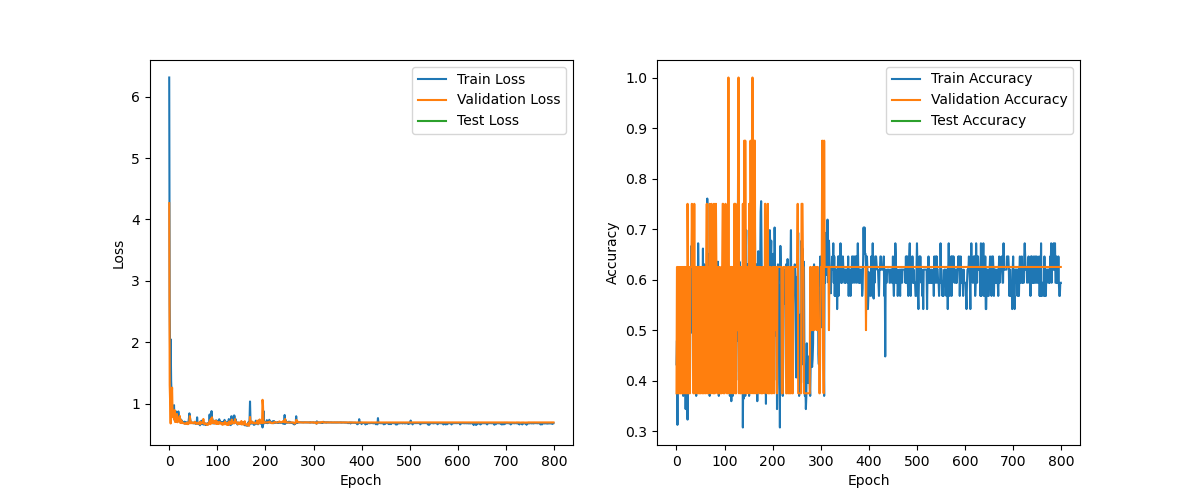 Train Loss
Validation Loss
Test Loss
6
5
4
3
2
1
Loss
0 100 200 300 400 500 600 700 800
Epoch
Train Accuracy
Validation Accuracy
Test Accuracy
1.0
0.9
0.8
0.7
0.6
0.5
0.4
0.3
Accuracy
0 100 200 300 400 500 600 700 800
Epoch